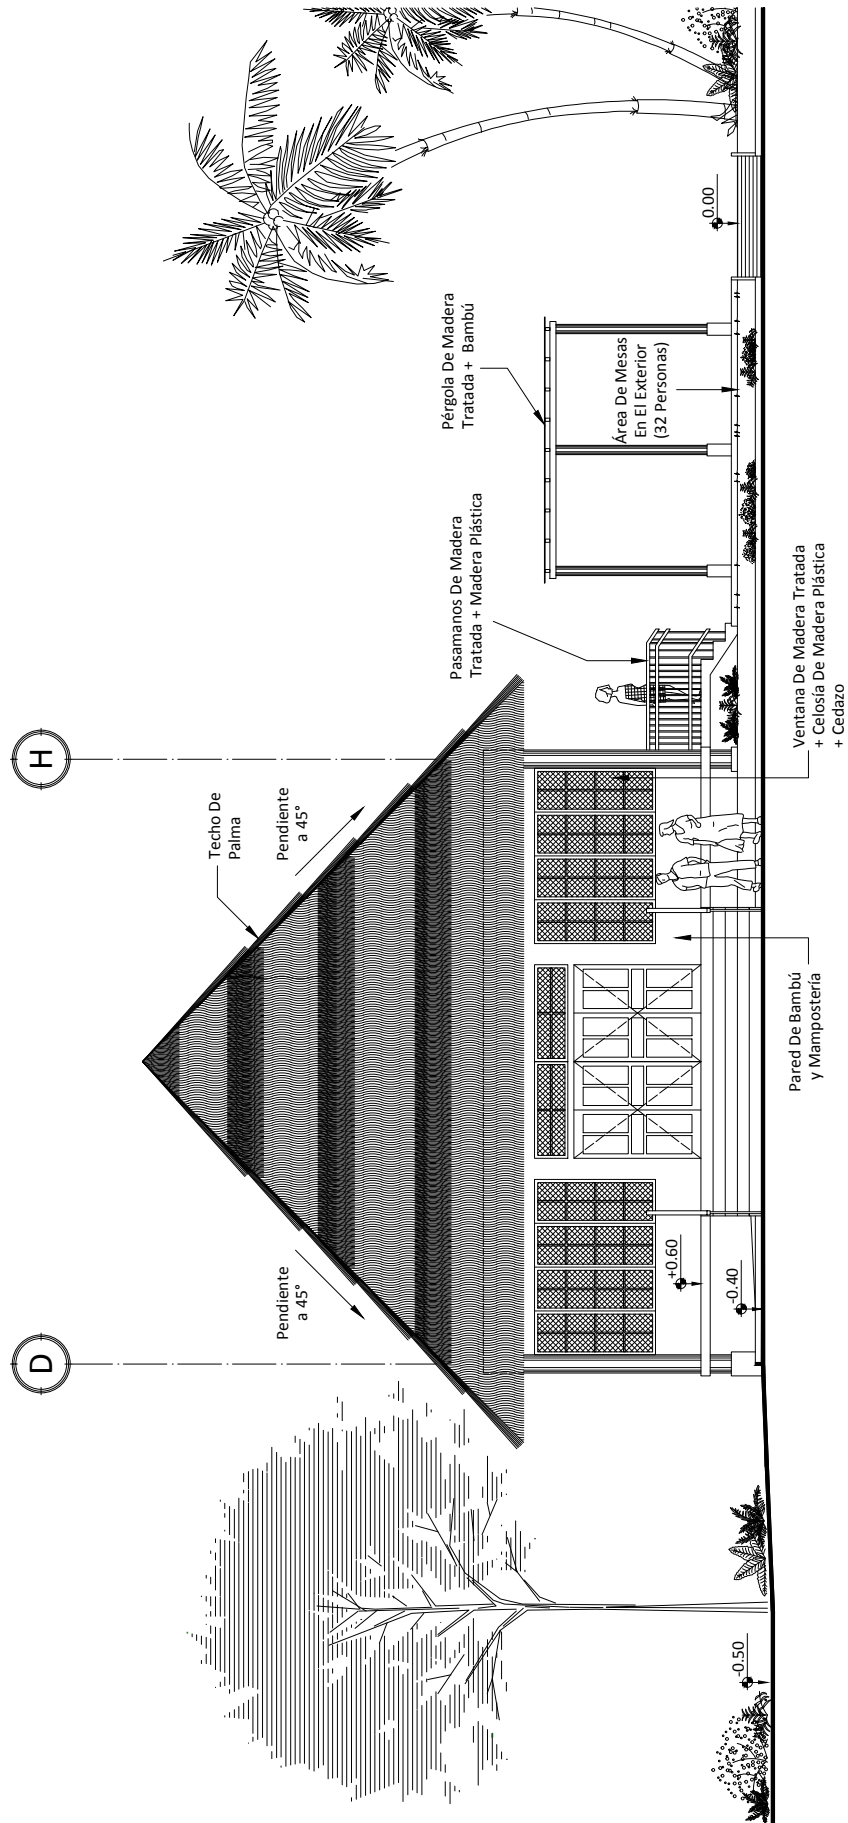 D
H
Techo De
Palma
Pendiente
a 45°
Pendiente
a 45°
Pasamanos De Madera
Tratada + Madera Plástica
Pérgola De Madera
Tratada + Bambú
Área De Mesas
En El Exterior
(32 Personas)
0.00
+0.60
-0.40
-0.50
Pared De Bambú
y Mampostería
Ventana De Madera Tratada
+ Celosía De Madera Plástica
+ Cedazo